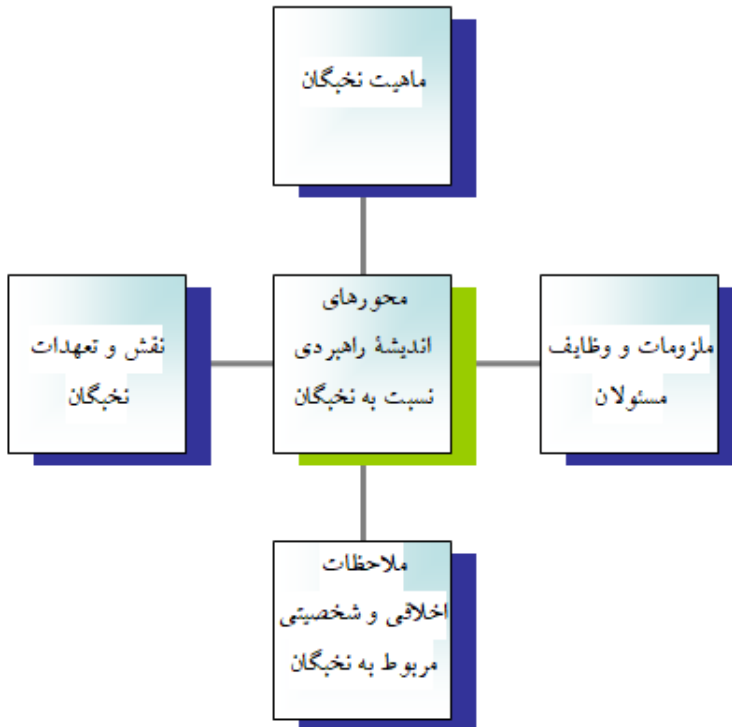 ماهیت نخبگان
محورهای
اندیشهٔ راهبردی
نسبت به نخبگان
ملزومات و وظایف
مسئولان
نقش و تعهدات
نخبگان
ملاحظات
اخلاقی و شخصیتی
مربوط به نخبگان